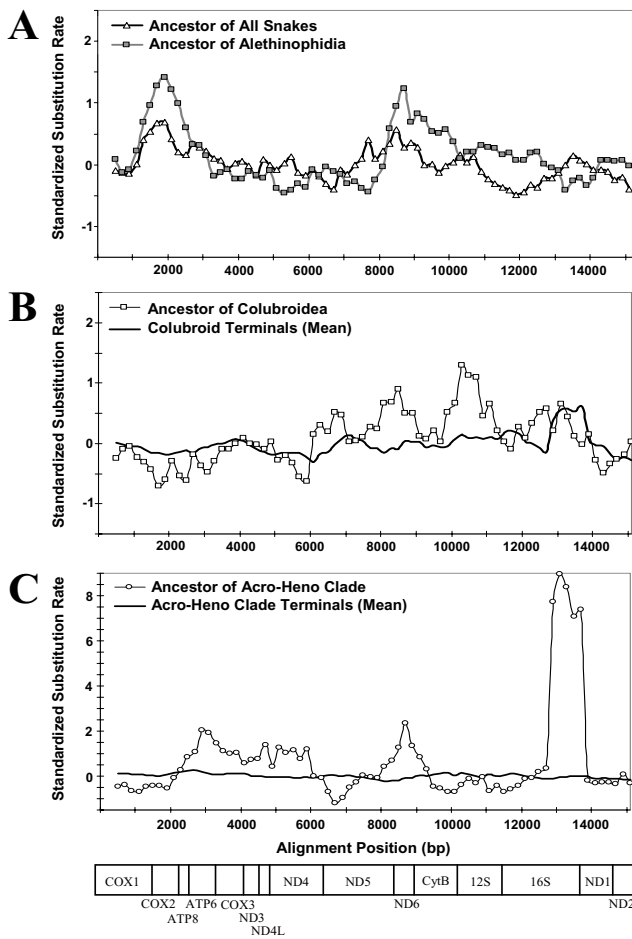 A
Ancestor of All Snakes
Ancestor of Alethinophidia
Standardized Substitution Rate
2
1
0
-1
2000 4000 6000 8000 10000 12000 14000
B
Ancestor of Colubroidea
Colubroid Terminals (Mean)
Standardized Substitution Rate
2
1
0
-1
2000 4000 6000 8000 10000 12000 14000
C
Ancestor of Acro-Heno Clade
Acro-Heno Clade Terminals (Mean)
Standardized Substitution Rate
8
6
4
2
0
2000 4000 6000 8000 10000 12000 14000
Alignment Position (bp)
COX1 ND4 ND5 CytB 12S 16S ND1
COX2 ATP6 COX3 ND6 ND2
ATP8 ND3
ND4L